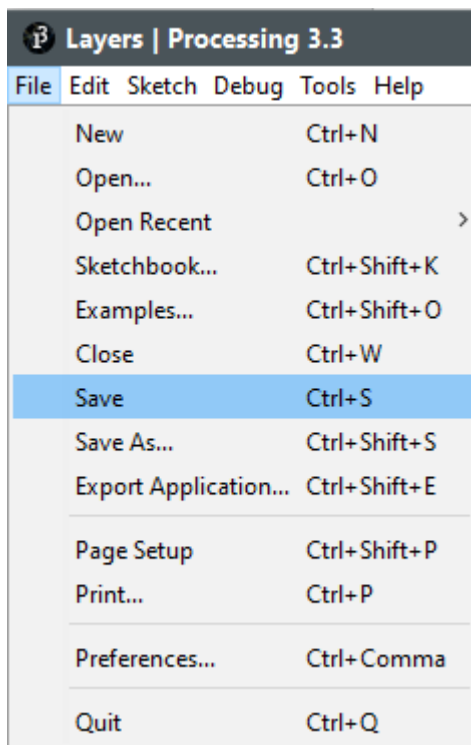 Layers | Processing 3.3
File Edit Sketch Debug Tools Help
New Ctrl+N
Open... Ctrl+O
Open Recent >
Sketchbook... Ctrl+Shift+K
Examples... Ctrl+Shift+O
Close Ctrl+W
Save Ctrl+S
Save As... Ctrl+Shift+S
Export Application... Ctrl+Shift+E
Page Setup Ctrl+Shift+P
Print... Ctrl+P
Preferences... Ctrl+Comma
Quit Ctrl+Q